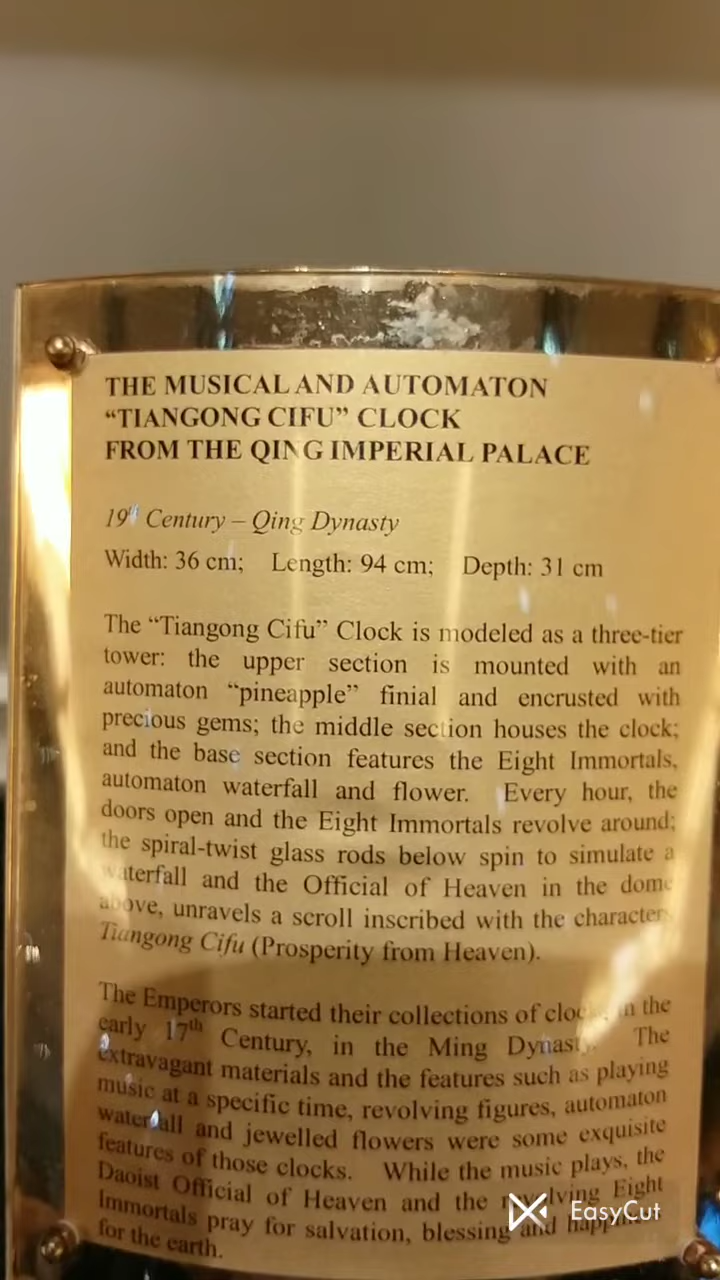 THE MUSICAL AND AUTOMATON
“TIANGONG CIFU” CLOCK
FROM THE QING IMPERIAL PALACE
19th Century – Qing Dynasty
Width: 36 cm; Length: 94 cm; Depth: 31 cm
The “Tiangong Cifu” Clock is modeled as a three-tier
tower: the upper section is mounted with an
automaton “pineapple” finial and encrusted with
precious gems; the middle section houses the clock;
and the base section features the Eight Immortals,
automaton waterfall and flower. Every hour, the
doors open and the Eight Immortals revolve around;
the spiral-twist glass rods below spin to simulate a
waterfall and the Official of Heaven in the dome
above, unravels a scroll inscribed with the characters
Tiangong Cifu (Prosperity from Heaven).
The Emperors started their collections of clocks in the
early 17th Century, in the Ming Dynasty. The
extravagant materials and the features such as playing
music at a specific time, revolving figures, automaton
waterfall and jewelled flowers were some exquisite
features of those clocks. While the music plays, the
Daoist Official of Heaven and the revolving Eight
Immortals pray for salvation, blessing and
for the earth.
EasyCut